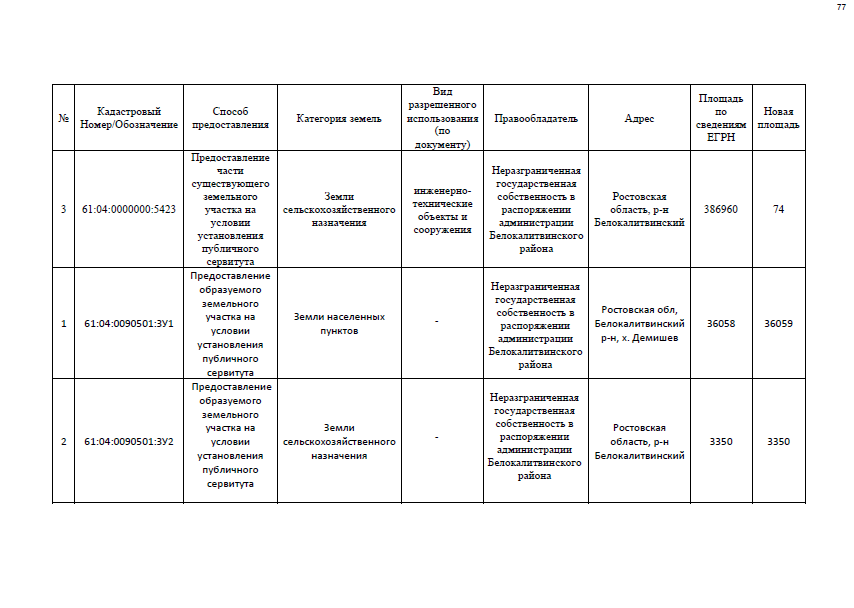 77
№
Кадастровый
Номер/Обозначение
Способ
предоставления
Категория земель
Вид
разрешенного
использования
(по
документу)
Правообладатель
Адрес
Площадь
по
сведениям
ЕГРН
Новая
площадь
3
61:04:0000000:5423
Предоставление
части
существующего
земельного
участка на
условии
установления
публичного
сервитута
Земли
сельскохозяйственного
назначения
инженерно-
технические
объекты и
сооружения
Неразграниченная
государственная
собственность в
распоряжении
администрации
Белокалитвинского
района
Ростовская
область, р-н
Белокалитвинский
386960
74
1
61:04:0090501:ЗУ1
Предоставление
образуемого
земельного
участка на
условии
установления
публичного
сервитута
Земли населенных
пунктов
-
Неразграниченная
государственная
собственность в
распоряжении
администрации
Белокалитвинского
района
Ростовская обл,
Белокалитвинский
р-н, х. Демишев
36058
36059
2
61:04:0090501:ЗУ2
Предоставление
образуемого
земельного
участка на
условии
установления
публичного
сервитута
Земли
сельскохозяйственного
назначения
-
Неразграниченная
государственная
собственность в
распоряжении
администрации
Белокалитвинского
района
Ростовская
область, р-н
Белокалитвинский
3350
3350